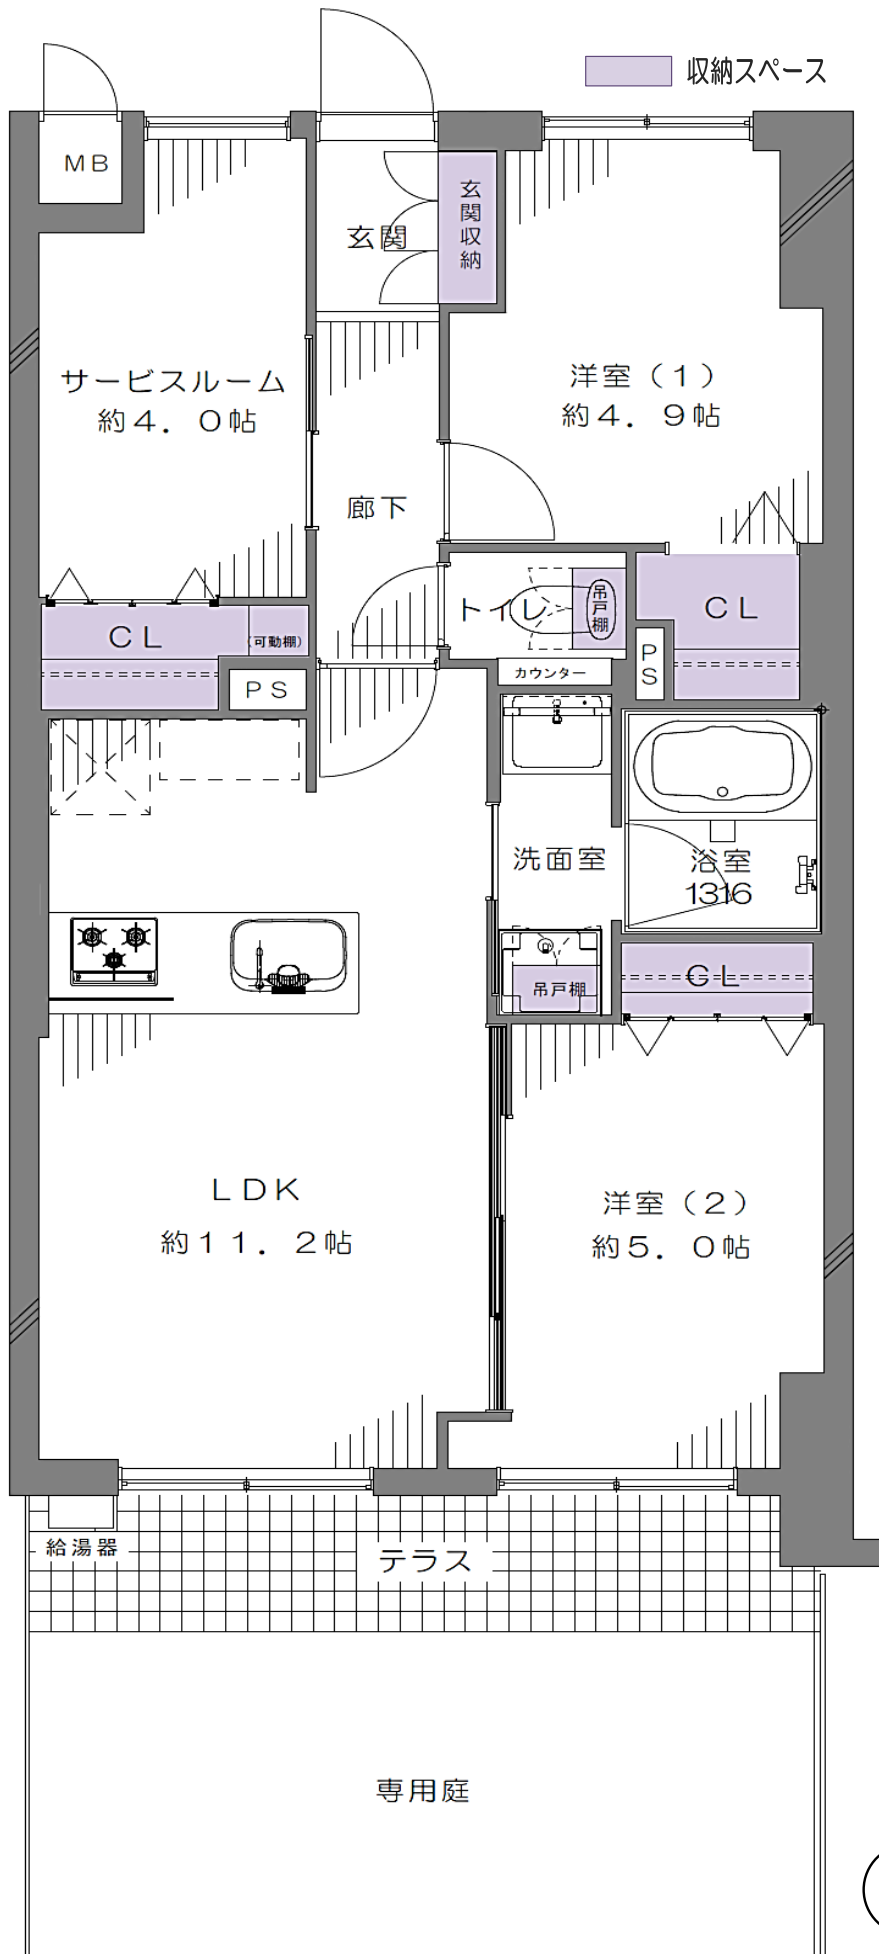 収納スペース
MB
玄関
玄関収納
サービスルーム
約4．0帖
洋室（1）
約4．9帖
廊下
トイレ
吊戸棚
CL
(可動棚)
PS
カウンター
PS
CL
洗面室
浴室
1316
吊戸棚
CL
LDK
約11．2帖
洋室（2）
約5．0帖
給湯器
テラス
専用庭